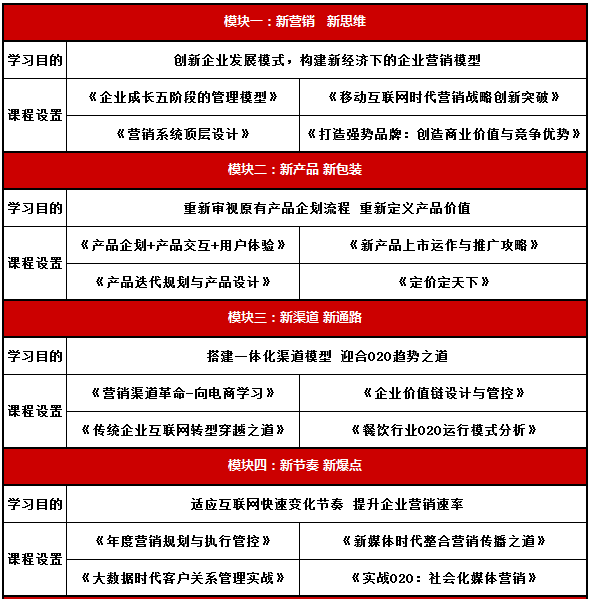 模块一：新营销　新思维
学习目的 创新企业发展模式，构建新经济下的企业营销模型
课程设置
《企业成长五阶段的管理模型》 《移动互联网时代营销战略创新突破》
《营销系统顶层设计》 《打造强势品牌：创造商业价值与竞争优势》
模块二：新产品 新包装
学习目的 重新审视原有产品企划流程 重新定义产品价值
课程设置
《产品企划+产品交互+用户体验》 《新产品上市运作与推广攻略》
《产品迭代规划与产品设计》 《定价定天下》
模块三：新渠道 新通路
学习目的 搭建一体化渠道模型 迎合O2O趋势之道
课程设置
《营销渠道革命-向电商学习》 《企业价值链设计与管控》
《传统企业互联网转型穿越之道》 《餐饮行业O2O运行模式分析》
模块四：新节奏 新爆点
学习目的 适应互联网快速变化节奏 提升企业营销速率
课程设置
《年度营销规划与执行管控》 《新媒体时代整合营销传播之道》
《大数据时代客户关系管理实战》 《实战O2O：社会化媒体营销》